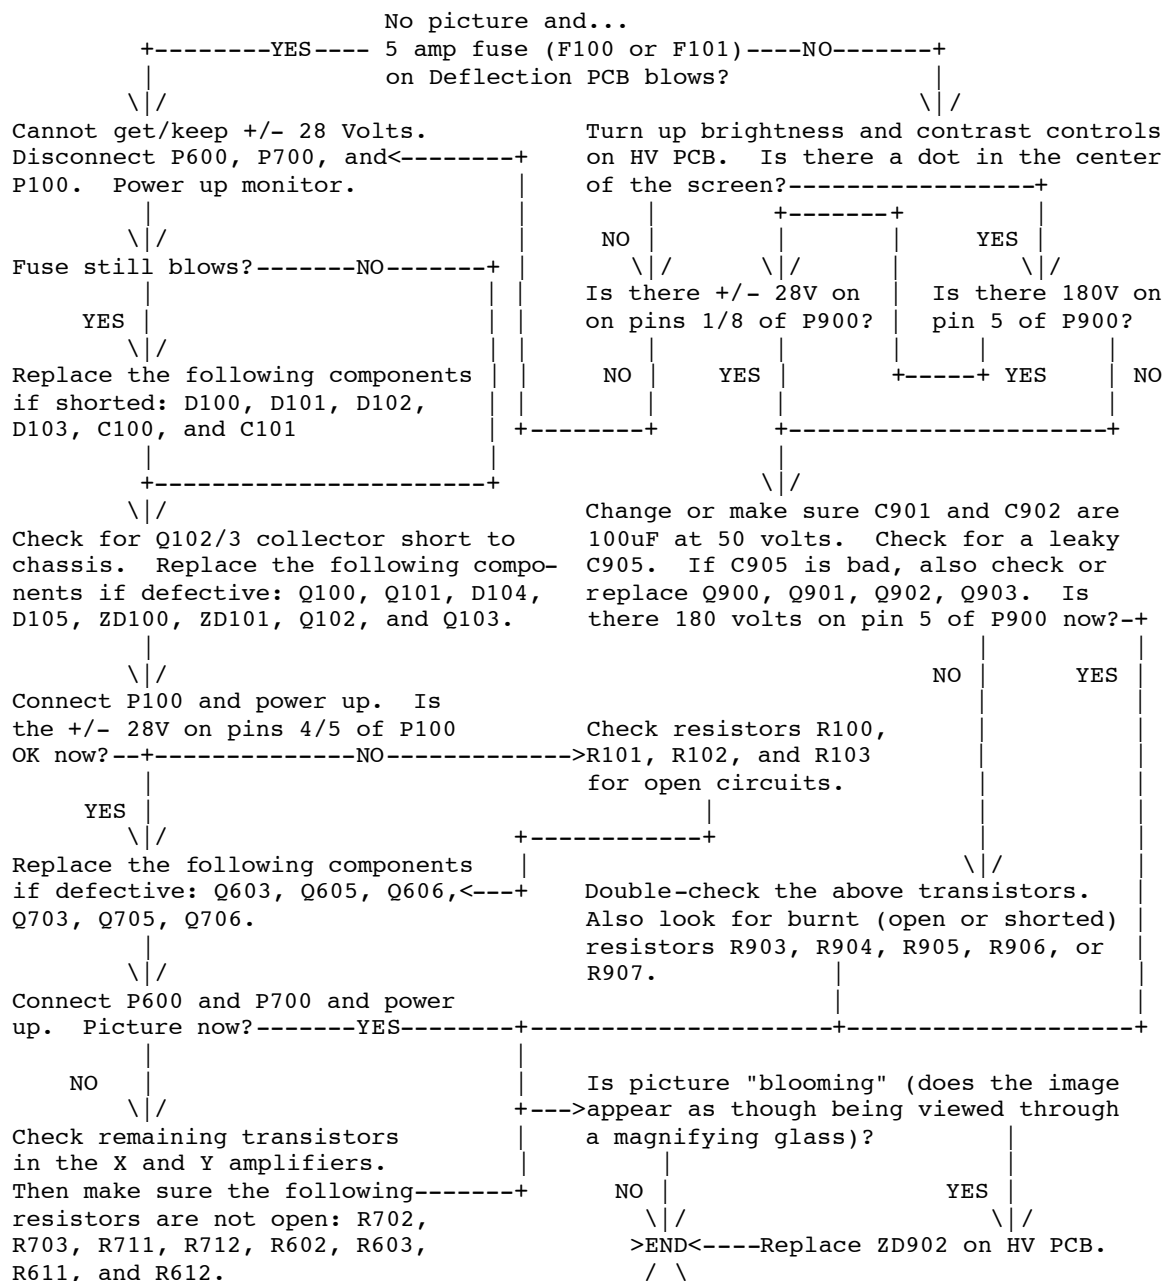 No picture and...
+--------YES---- 5 amp fuse (F100 or F101)----NO-------+
| on Deflection PCB blows? |
\|/ \|/
Cannot get/keep +/- 28 Volts. Turn up brightness and contrast controls
Disconnect P600, P700, and<--------+ on HV PCB. Is there a dot in the center
P100. Power up monitor. | of the screen?-----------------+
| | | +-------+ |
\|/ | NO | | | YES |
Fuse still blows?-------NO-------+ | \|/ \|/ | \|/
| | | Is there +/- 28V on | Is there 180V on
YES | | | on pins 1/8 of P900? | pin 5 of P900?
\|/ | | | | | | |
Replace the following components | | NO | YES | +-----+ YES | NO
if shorted: D100, D101, D102, | | | | |
D103, C100, and C101 | +--------+ +----------------------+
| | |
+-----------------------+ \|/
\|/ Change or make sure C901 and C902 are
Check for Q102/3 collector short to 100uF at 50 volts. Check for a leaky
chassis. Replace the following compo- C905. If C905 is bad, also check or
nents if defective: Q100, Q101, D104, replace Q900, Q901, Q902, Q903. Is
D105, ZD100, ZD101, Q102, and Q103. there 180 volts on pin 5 of P900 now?-+
| | |
\|/ NO | YES |
Connect P100 and power up. Is | |
the +/- 28V on pins 4/5 of P100 Check resistors R100, | |
OK now?--+-------------NO------------->R101, R102, and R103 | |
| for open circuits. | |
YES | | | |
\|/ +------------+ | |
Replace the following components | \|/ |
if defective: Q603, Q605, Q606,<---+ Double-check the above transistors. |
Q703, Q705, Q706. Also look for burnt (open or shorted) |
| resistors R903, R904, R905, R906, or |
\|/ R907. | |
Connect P600 and P700 and power | |
up. Picture now?-------YES--------+---------------------+--------------------+
| |
NO | | Is picture "blooming" (does the image
\|/ +--->appear as though being viewed through
Check remaining transistors | a magnifying glass)? |
in the X and Y amplifiers. | | |
Then make sure the following-------+ NO | YES |
resistors are not open: R702, \|/ \|/
R703, R711, R712, R602, R603, >END<----Replace ZD902 on HV PCB.
R611, and R612. / \